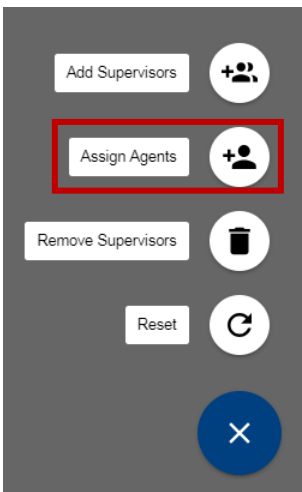 Add Supervisors
Assign Agents
Remove Supervisors
Reset